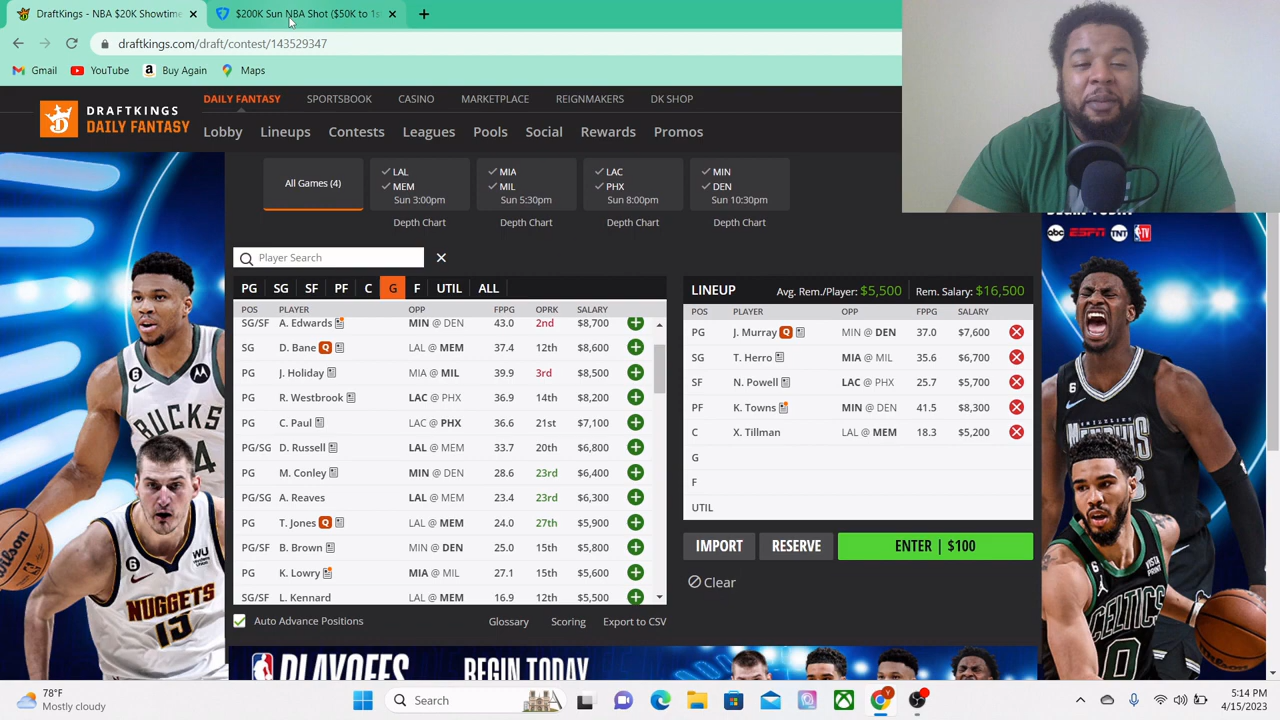 DraftKings - NBA $20K Showtime
$200K Sun NBA Shot ($50K to 1s
draftkings.com/draft/contest/143529347
Gmail YouTube Buy Again Maps
DRAFTKINGS
DAILY FANTASY
DAILY FANTASY SPORTSBOOK CASINO MARKETPLACE REIGNMAKERS DK SHOP
Lobby Lineups Contests Leagues Pools Social Rewards Promos
All Games (4)
LAL
MEM
Sun 3:00pm
MIA
MIL
Sun 5:30pm
LAC
PHX
Sun 8:00pm
MIN
DEN
Sun 10:30pm
Depth Chart Depth Chart Depth Chart Depth Chart
Player Search
PG SG SF PF C G F UTIL ALL
POS PLAYER OPP FPPG OPRK SALARY
SG/SF A. Edwards MIN @ DEN 43.0 2nd $8,700
SG D. Bane Q LAL @ MEM 37.4 12th $8,600
PG J. Holiday MIA @ MIL 39.9 3rd $8,500
PG R. Westbrook LAC @ PHX 36.9 14th $8,200
PG C. Paul LAC @ PHX 36.6 21st $7,100
PG/SG D. Russell LAL @ MEM 33.7 20th $6,800
PG M. Conley MIN @ DEN 28.6 23rd $6,400
PG/SG A. Reaves LAL @ MEM 23.4 23rd $6,300
PG T. Jones Q LAL @ MEM 24.0 27th $5,900
PG/SF B. Brown MIN @ DEN 25.0 15th $5,800
PG K. Lowry MIA @ MIL 27.1 15th $5,600
SG/SF L. Kennard LAL @ MEM 16.9 12th $5,500
Auto Advance Positions
Glossary Scoring Export to CSV
LINEUP Avg. Rem./Player: $5,500 Rem. Salary: $16,500
POS PLAYER OPP FPPG SALARY
PG J. Murray Q MIN @ DEN 37.0 $7,600
SG T. Herro MIA @ MIL 35.6 $6,700
SF N. Powell LAC @ PHX 25.7 $5,700
PF K. Towns MIN @ DEN 41.5 $8,300
C X. Tillman LAL @ MEM 18.3 $5,200
G
F
UTIL
IMPORT RESERVE ENTER | $100
Clear
abc ESPN TNT
NUGGETS
15
NBA PLAYOFFS BEGIN TODAY
78°F
Mostly cloudy
Search
5:14 PM
4/15/2023